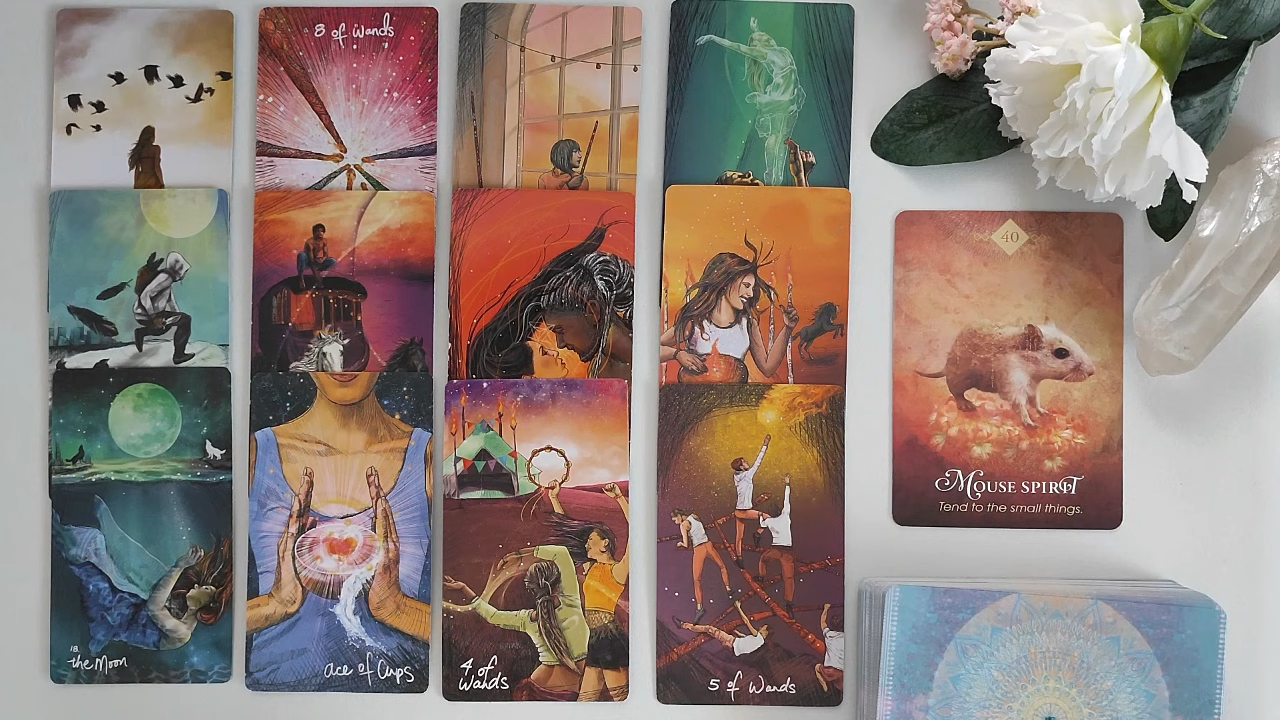 8 of Wands
18.
the Moon
ace of Cups
4 of
Wands
5 of Wands
40
Mouse Spirit
Tend to the small things.